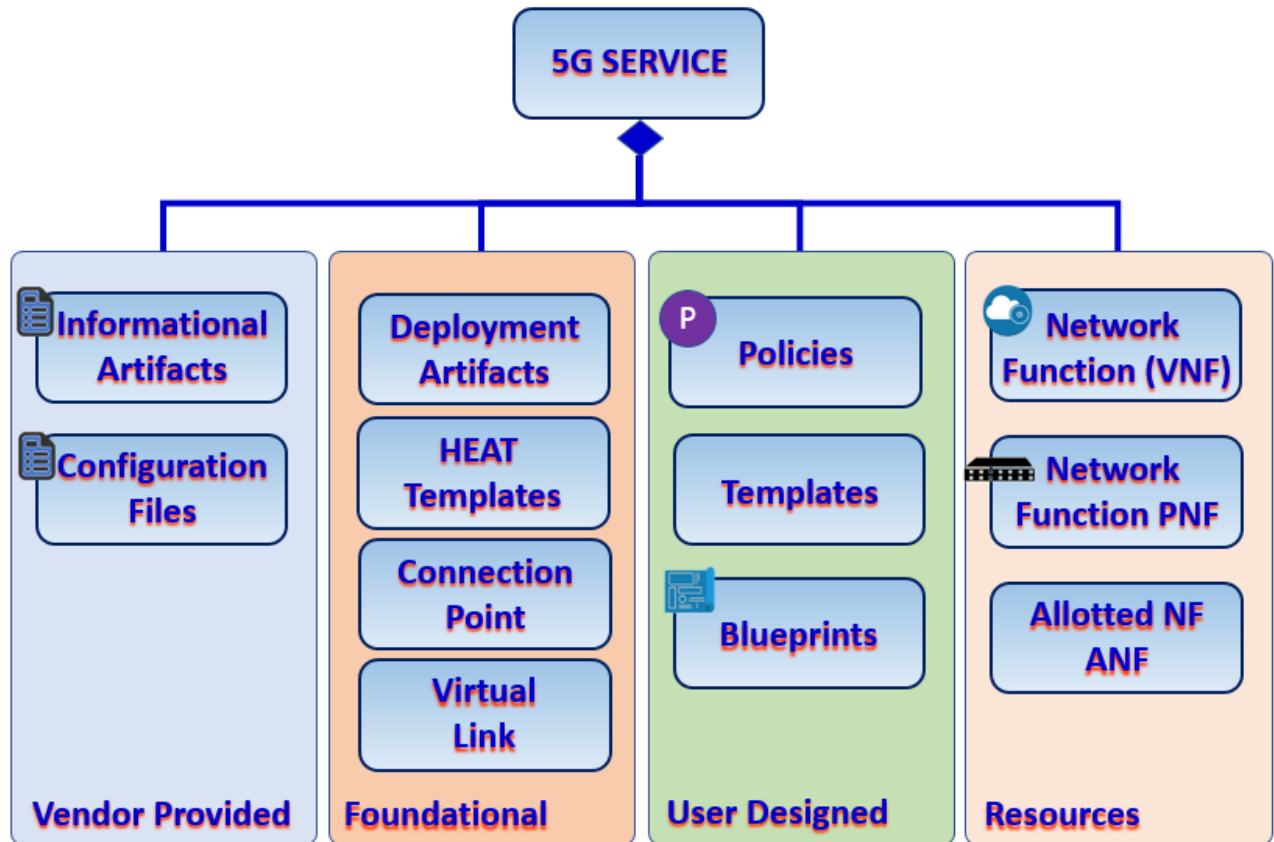 5G SERVICE
Informational
Artifacts
Configuration
Files
Vendor Provided
Deployment
Artifacts
HEAT
Templates
Connection
Point
Virtual
Link
Foundational
P
Policies
Templates
Blueprints
User Designed
Network
Function (VNF)
Network
Function PNF
Allotted NF
ANF
Resources